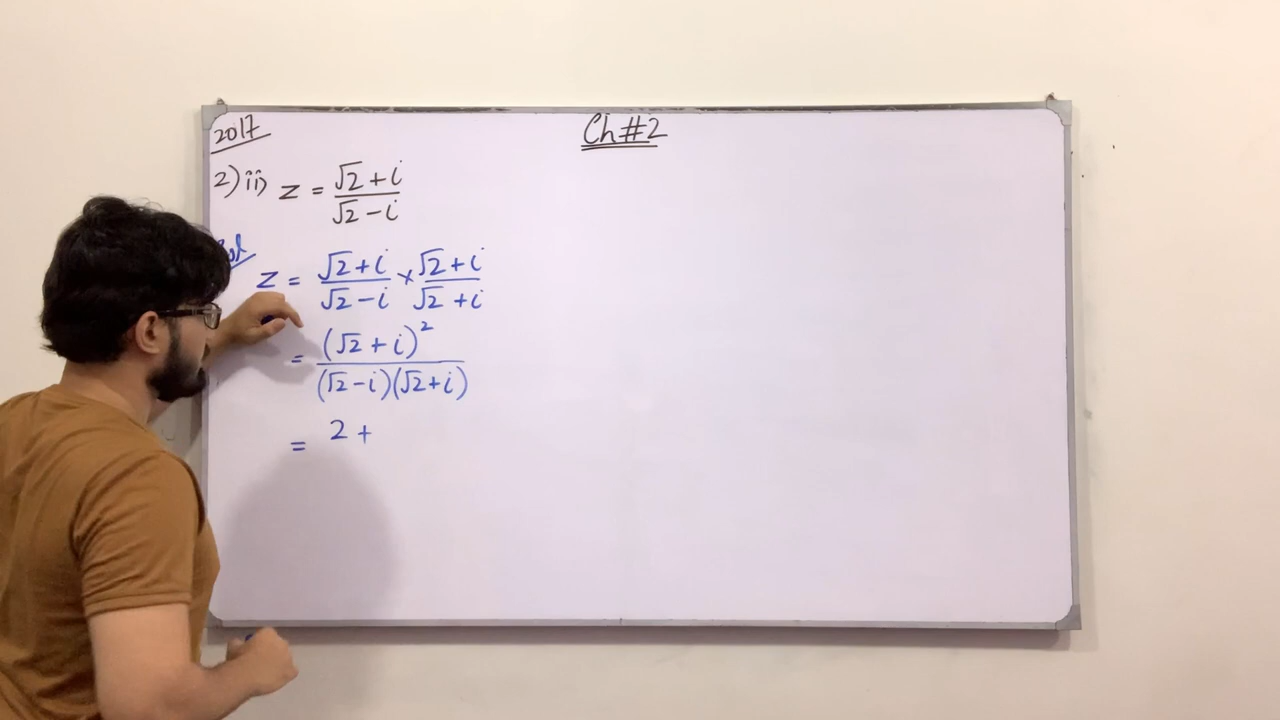 2017
Ch#2
2) ii) z = √2 + i / √2 - i
z = √2 + i / √2 - i × √2 + i / √2 + i
= (√2 + i)² / (√2 - i)(√2 + i)
= 2 +